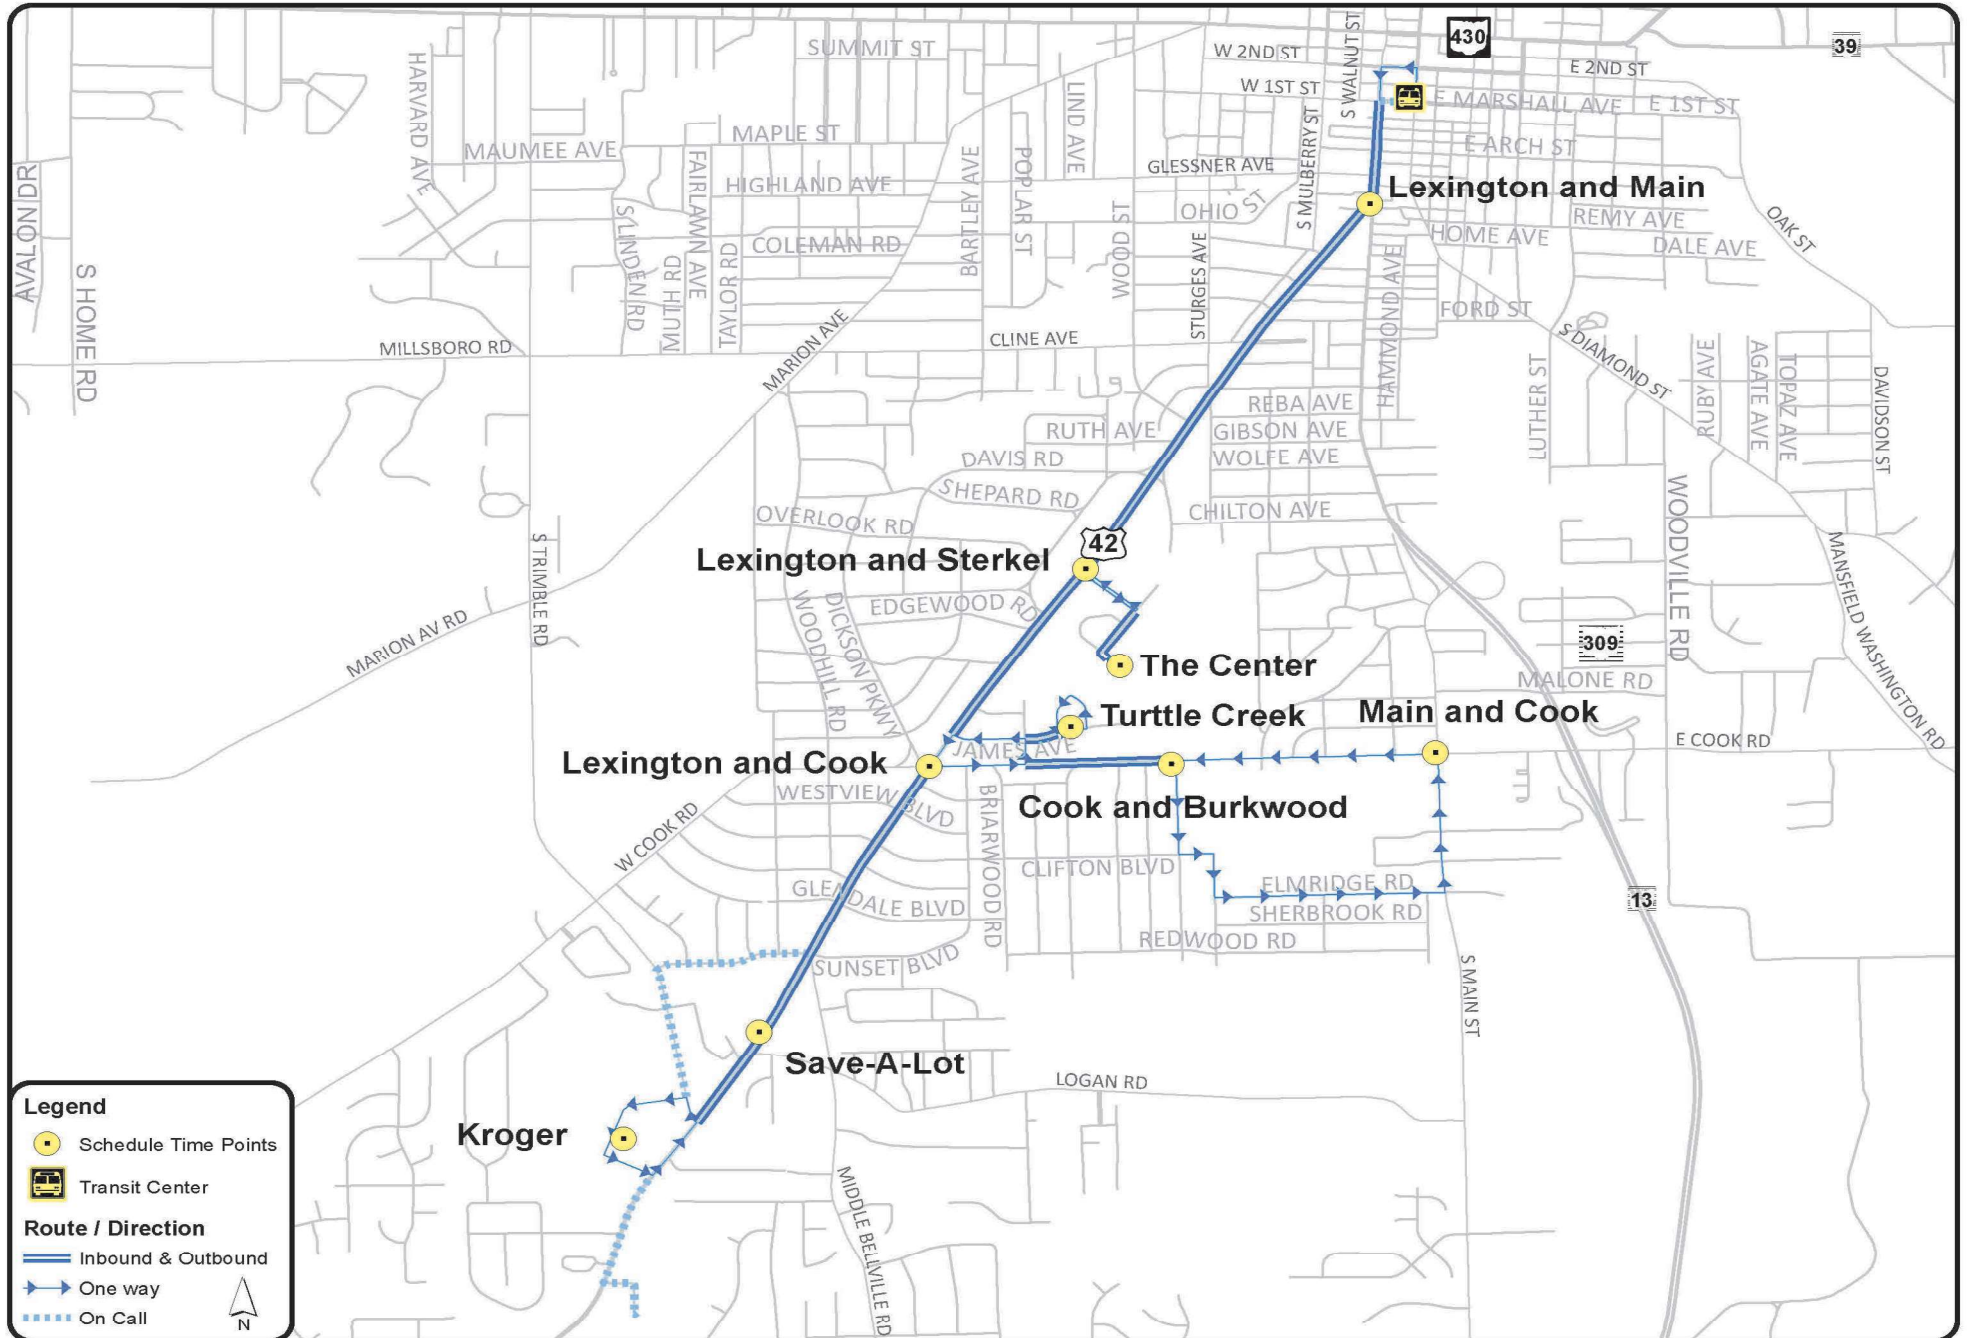 SUMMIT ST
W 2ND ST
S WALNUT ST
430
39
E 2ND ST
W 1ST ST
E MARSHALL AVE
E 1ST ST
HARVARD AVE
LIND AVE
MAPLE ST
MAUMEE AVE
E ARCH ST
S MULBERRY ST
GLESSNER AVE
FAIRLAWN AVE
HIGHLAND AVE
BARTLEY AVE
POPLAR ST
Lexington and Main
AVALON DR
OHIO ST
WOOD ST
REMY AVE
OAK ST
S LINDEN RD
COLEMAN RD
HOME AVE
DALE AVE
S HOME RD
MUTH RD
TAYLOR RD
STURGES AVE
HAMMOND AVE
FORD ST
MILLSBORO RD
MARION AVE
CLINE AVE
S DIAMOND ST
LUTHER ST
RUBY AVE
AGATE AVE
TOPAZ AVE
DAVIDSON ST
REBA AVE
RUTH AVE
GIBSON AVE
DAVIS RD
WOLFE AVE
SHEPARD RD
CHILTON AVE
OVERLOOK RD
WOODVILLE RD
42
Lexington and Sterkel
S TRIMBLE RD
MANSFIELD WASHINGTON RD
EDGEWOOD RD
WOODHILL RD
DICKSON PKWY
MARION AV RD
309
The Center
MALONE RD
Turttle Creek
Main and Cook
JAMES AVE
E COOK RD
Lexington and Cook
WESTVIEW BLVD
Cook and Burkwood
BRIARWOOD RD
W COOK RD
CLIFTON BLVD
GLENDALE BLVD
ELMRIDGE RD
SHERBROOK RD
13
REDWOOD RD
SUNSET BLVD
S MAIN ST
Save-A-Lot
LOGAN RD
Kroger
MIDDLE BELLVILLE RD
Legend
Schedule Time Points
Transit Center
Route / Direction
Inbound & Outbound
One way
On Call
N